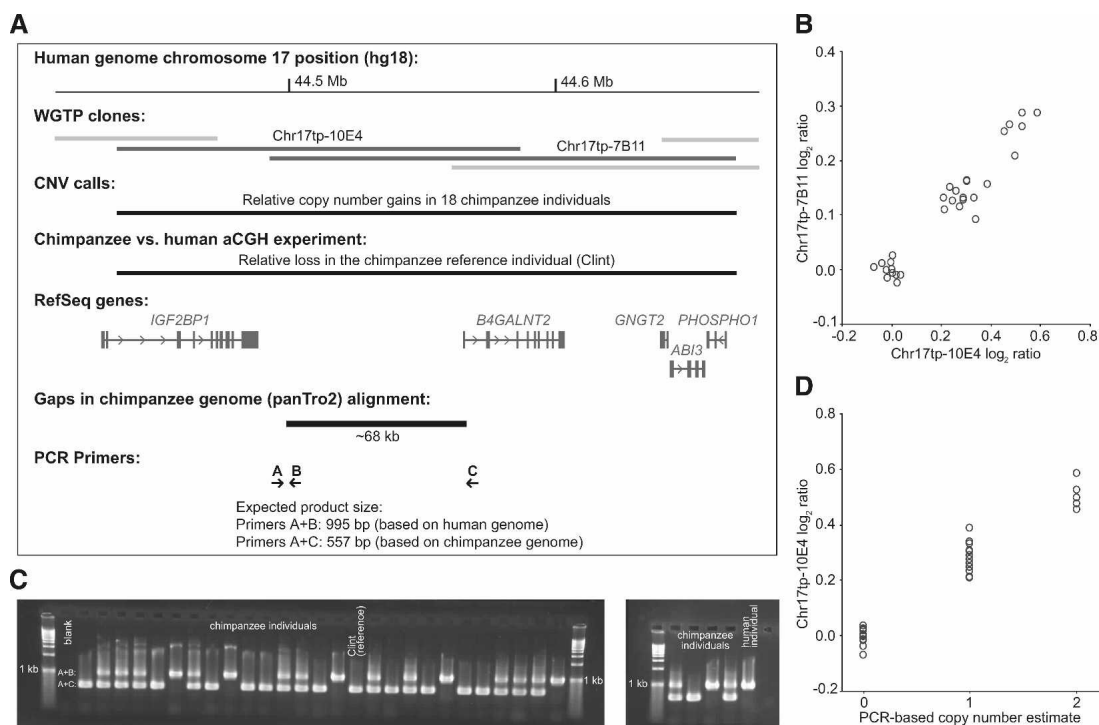 A
Human genome chromosome 17 position (hg18):
44.5 Mb
44.6 Mb
WGTP clones:
Chr17tp-10E4
Chr17tp-7B11
CNV calls:
Relative copy number gains in 18 chimpanzee individuals
Chimpanzee vs. human aCGH experiment:
Relative loss in the chimpanzee reference individual (Clint)
RefSeq genes:
IGF2BP1
B4GALNT2
GNGT2
PHOSPHO1
ABI3
Gaps in chimpanzee genome (panTro2) alignment:
~68 kb
PCR Primers:
A
B
C
Expected product size:
Primers A+B: 995 bp (based on human genome)
Primers A+C: 557 bp (based on chimpanzee genome)
B
0.4
0.3
0.2
0.1
0.0
-0.1
-0.2
0.0
0.2
0.4
0.6
0.8
Chr17tp-7B11 log2 ratio
Chr17tp-10E4 log2 ratio
C
blank
chimpanzee individuals
Clint
(reference)
1 kb
A+B:
A+C:
1 kb
chimpanzee
individuals
human
individual
1 kb
D
0.8
0.6
0.4
0.2
0.0
-0.2
0
1
2
Chr17tp-10E4 log2 ratio
PCR-based copy number estimate